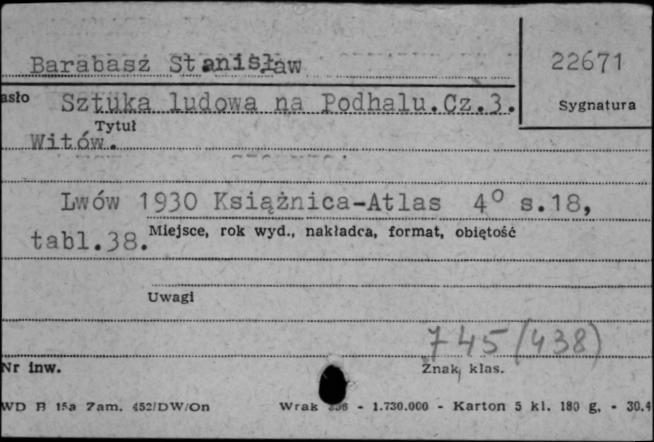 Barabasz Stanisław
22671
asło Sztuka ludowa na Podhalu.Cz.3.
Sygnatura
Tytuł
Witów.
Lwów 1930 Książnica-Atlas 4° s.18,
tabl.38.
Miejsce, rok wyd., nakładca, format, objętość
Uwagi
745(438)
Nr inw.
Znak, klas.
WD B 15a Zam. 452/DW/On Wrak - 1.730.000 - Karton 5 kl. 180 g. - 30.4